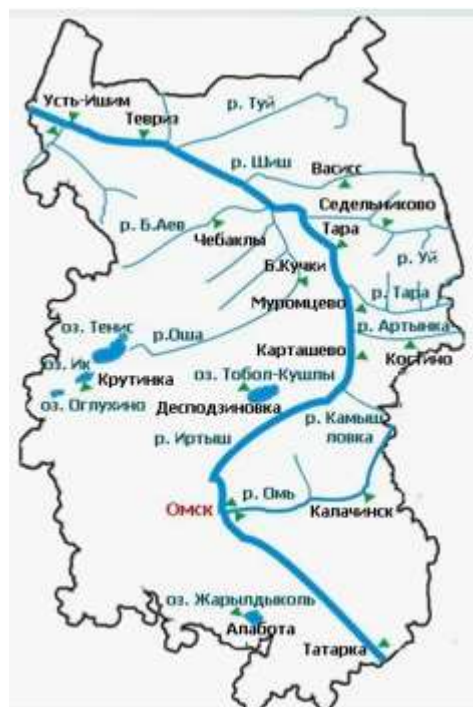 Усть-Ишим
р. Туй
Тевриз
р. Шиш
Васисс
Седельниково
р. Б.Аев
Чебаклы
Тара
р. Уй
Б.Кучки
р. Тара
Муромцево
оз. Тенис
р.Оша
р. Артынка
Карташево
Костино
оз. Ик
Крутинка
оз. Тобол-Кушлы
оз. Оглухино
Десподзиновка
р. Камыш
ловка
р. Иртыш
р. Омь
Омск
Калачинск
оз. Жарылдыколь
Алабота
Татарка